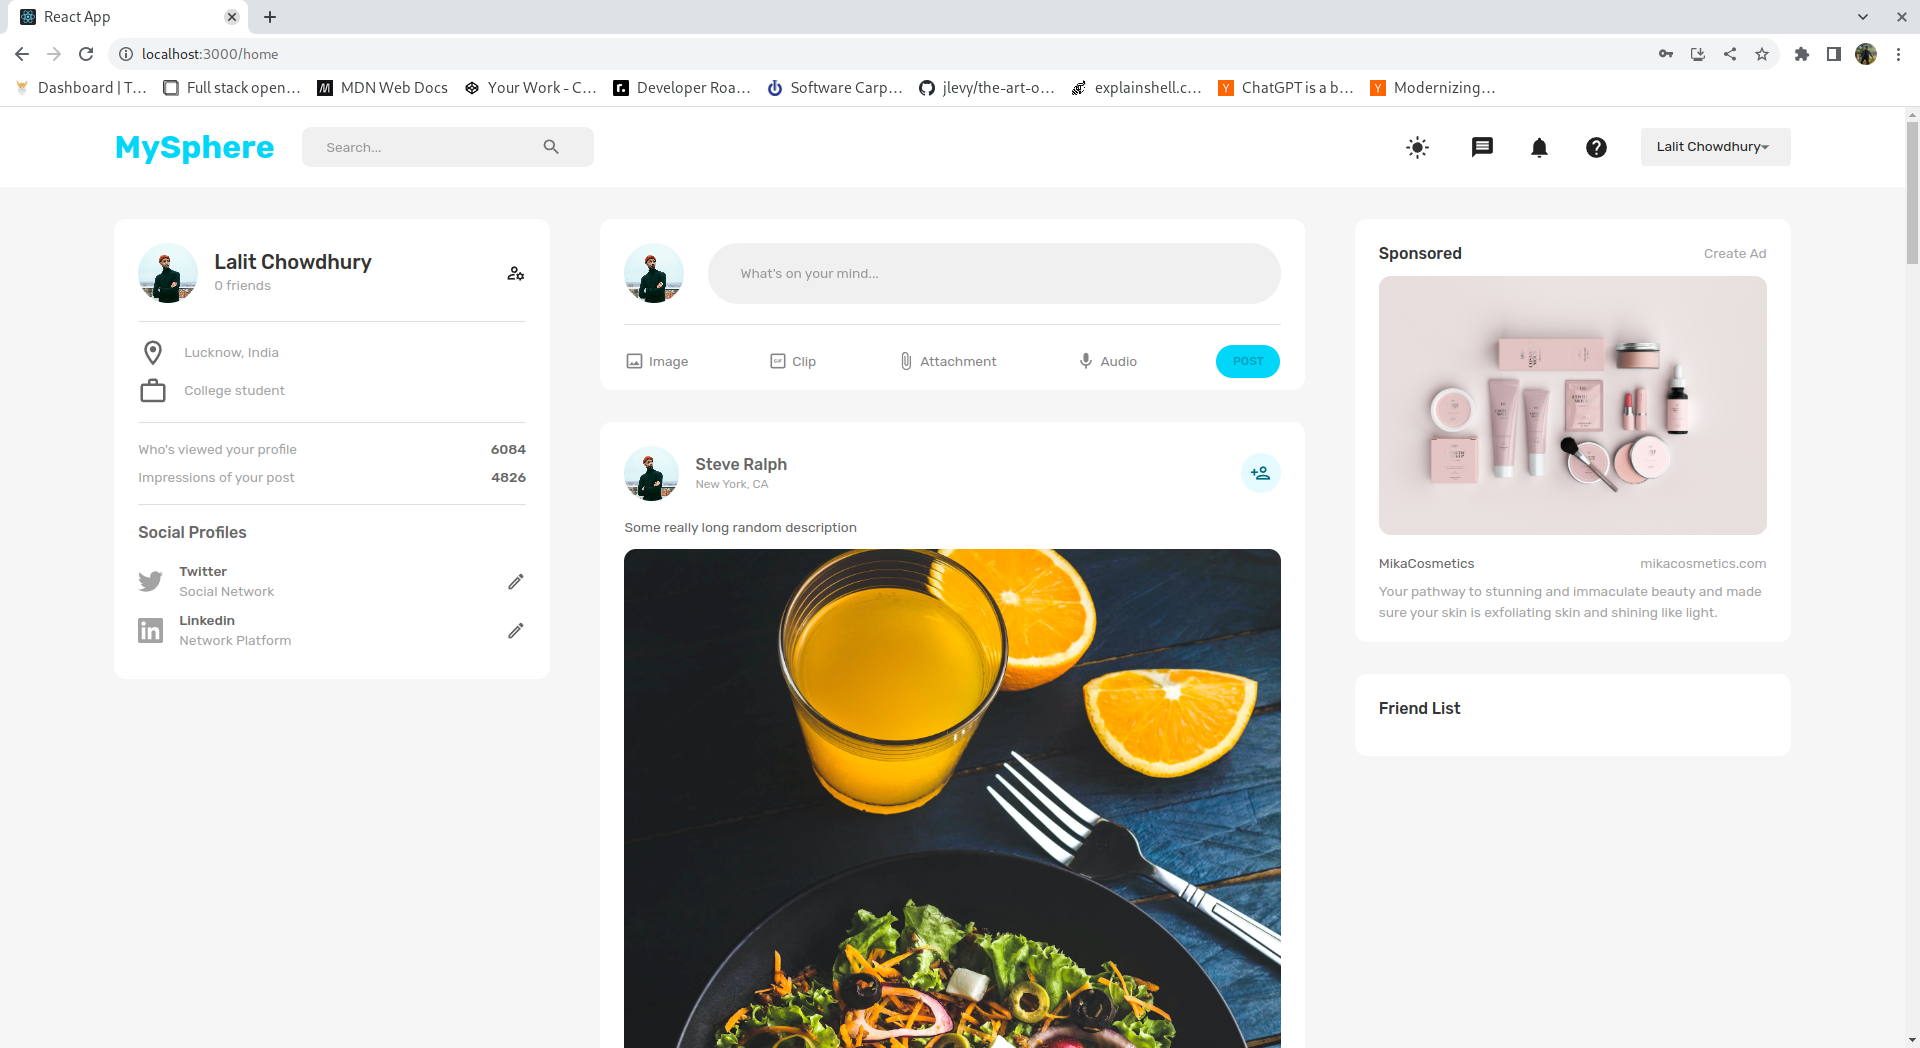 React App
localhost:3000/home
Dashboard | T...
Full stack open...
MDN Web Docs
Your Work - C...
Developer Roa...
Software Carp...
jlevy/the-art-o...
explainshell.c...
ChatGPT is a b...
Modernizing...
MySphere
Search...
Lalit Chowdhury
Lalit Chowdhury
0 friends
Lucknow, India
College student
Who's viewed your profile 6084
Impressions of your post 4826
Social Profiles
Twitter
Social Network
Linkedin
Network Platform
What's on your mind...
Image
Clip
Attachment
Audio
POST
Steve Ralph
New York, CA
Some really long random description
Sponsored
Create Ad
MikaCosmetics
mikacosmetics.com
Your pathway to stunning and immaculate beauty and made
sure your skin is exfoliating skin and shining like light.
Friend List